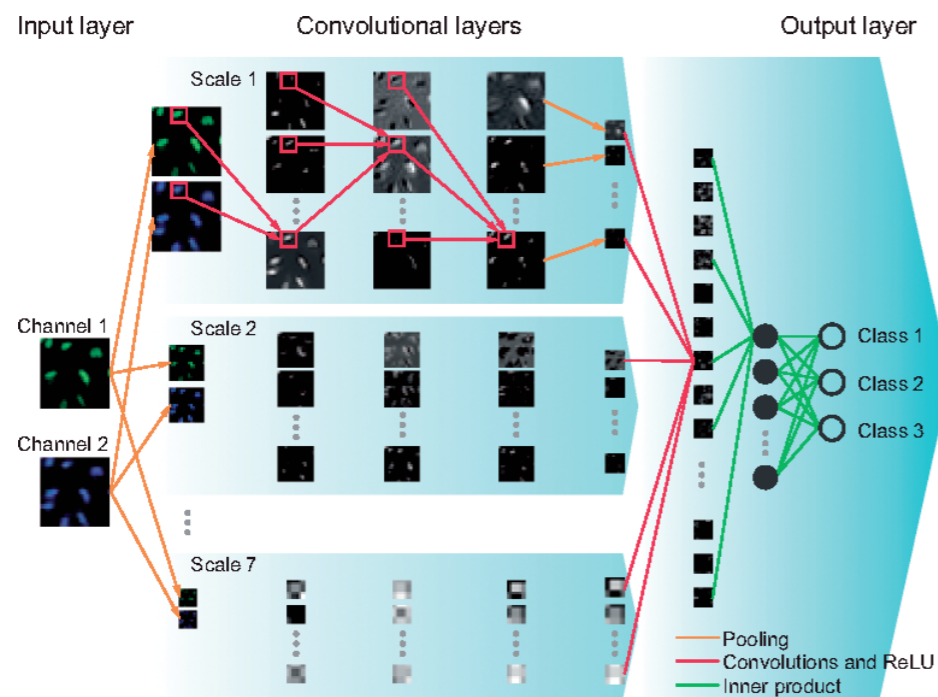 Input layer
Convolutional layers
Output layer
Scale 1
Channel 1
Scale 2
Channel 2
Scale 7
Class 1
Class 2
Class 3
Pooling
Convolutions and ReLU
Inner product